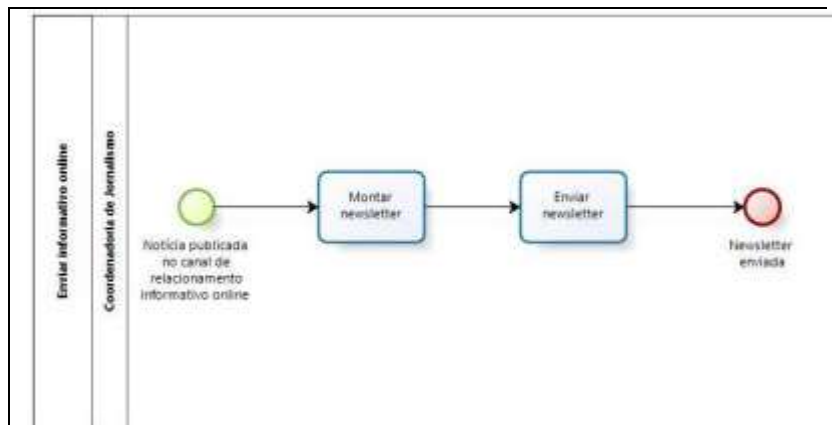 Enviar informativo online
Coordenadoria de Jornalismo
Notícia publicada
no canal de
relacionamento
informativo online
Montar
newsletter
Enviar
newsletter
Newsletter
enviada